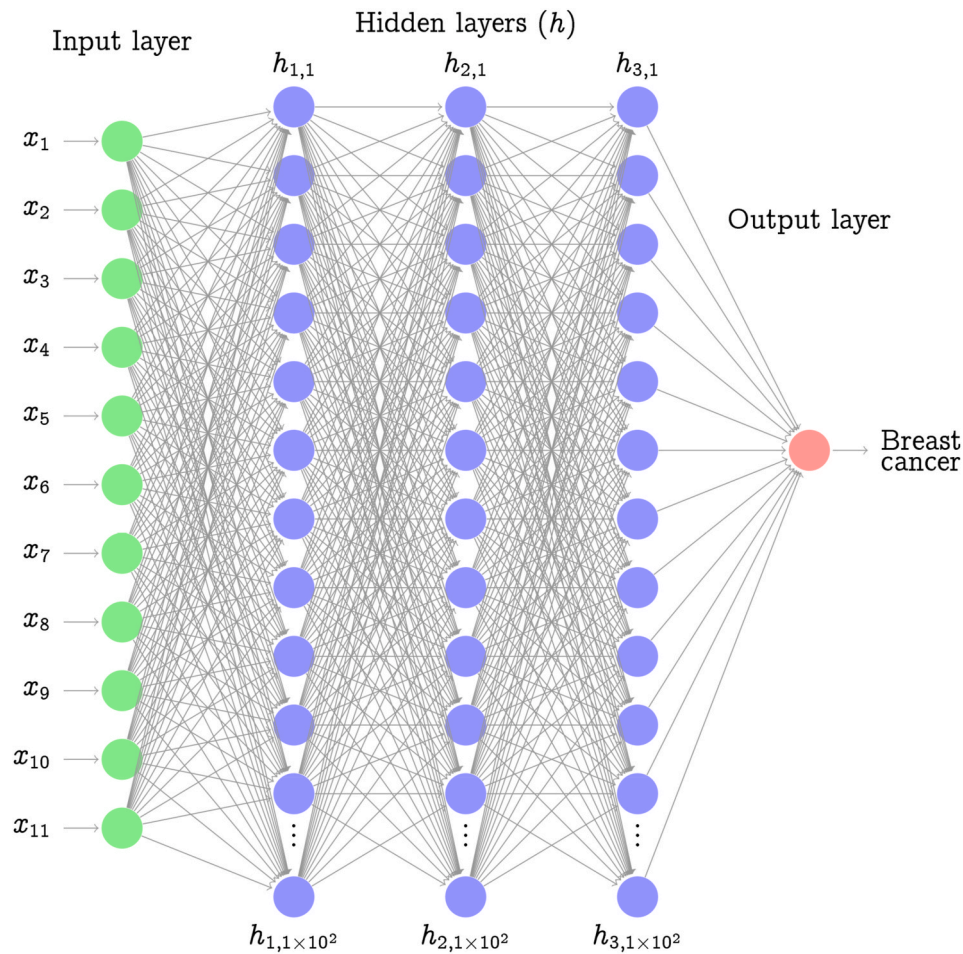 Hidden layers (h)
Input layer
h₁,₁
h₂,₁
h₃,₁
x₁
x₂
x₃
x₄
x₅
x₆
x₇
x₈
x₉
x₁₀
x₁₁
Output layer
Breast
cancer
⋮
⋮
⋮
h₁,₁×₁₀²
h₂,₁×₁₀²
h₃,₁×₁₀²